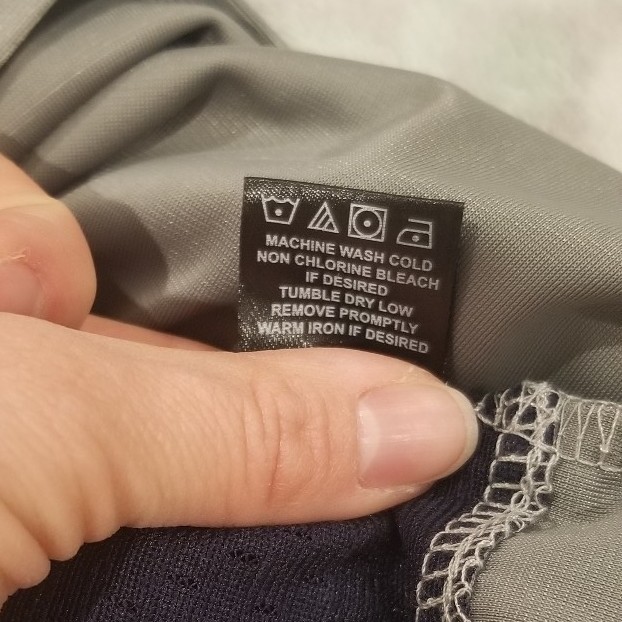 MACHINE WASH COLD
NON CHLORINE BLEACH
IF DESIRED
TUMBLE DRY LOW
REMOVE PROMPTLY
WARM IRON IF DESIRED